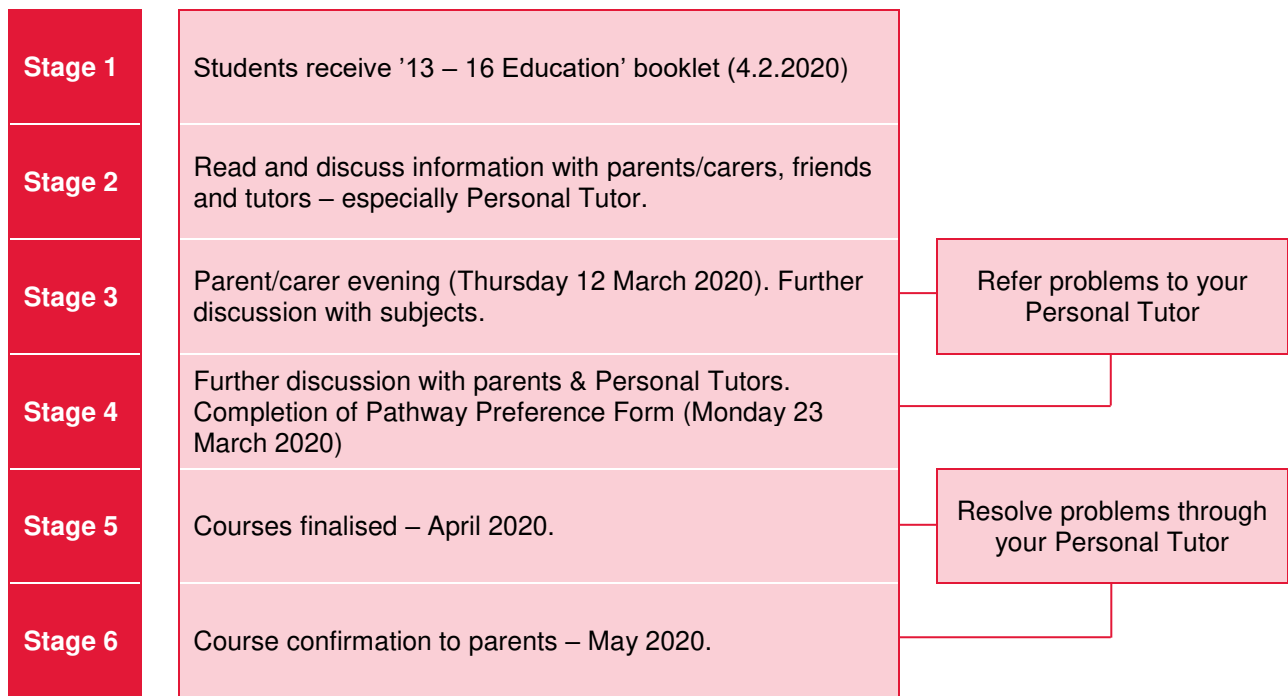 Stage 1
Students receive ’13 – 16 Education’ booklet (4.2.2020)
Stage 2
Read and discuss information with parents/carers, friends
and tutors – especially Personal Tutor.
Stage 3
Parent/carer evening (Thursday 12 March 2020). Further
discussion with subjects.
Refer problems to your
Personal Tutor
Stage 4
Further discussion with parents & Personal Tutors.
Completion of Pathway Preference Form (Monday 23
March 2020)
Stage 5
Courses finalised – April 2020.
Resolve problems through
your Personal Tutor
Stage 6
Course confirmation to parents – May 2020.